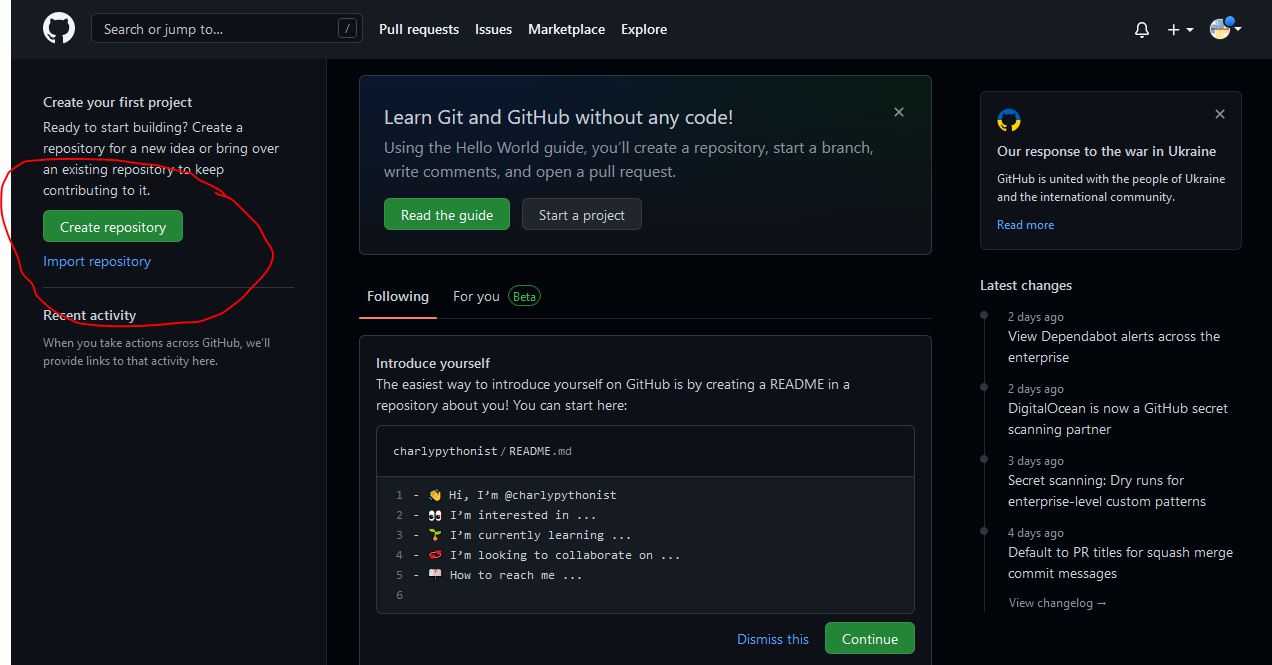 Search or jump to... /
Pull requests Issues Marketplace Explore
Create your first project
Ready to start building? Create a
repository for a new idea or bring over
an existing repository to keep
contributing to it.
Create repository
Import repository
Recent activity
When you take actions across GitHub, we'll
provide links to that activity here.
Learn Git and GitHub without any code!
Using the Hello World guide, you'll create a repository, start a branch,
write comments, and open a pull request.
Read the guide Start a project
Following For you Beta
Introduce yourself
The easiest way to introduce yourself on GitHub is by creating a README in a
repository about you! You can start here:
charlypythonist / README.md
1 - 👋 Hi, I'm @charlypythonist
2 - 👀 I'm interested in ...
3 - 🌱 I'm currently learning ...
4 - 💞️ I'm looking to collaborate on ...
5 - 📫 How to reach me ...
6
Dismiss this Continue
Our response to the war in Ukraine
GitHub is united with the people of Ukraine
and the international community.
Read more
Latest changes
2 days ago
View Dependabot alerts across the
enterprise
2 days ago
DigitalOcean is now a GitHub secret
scanning partner
3 days ago
Secret scanning: Dry runs for
enterprise-level custom patterns
4 days ago
Default to PR titles for squash merge
commit messages
View changelog →